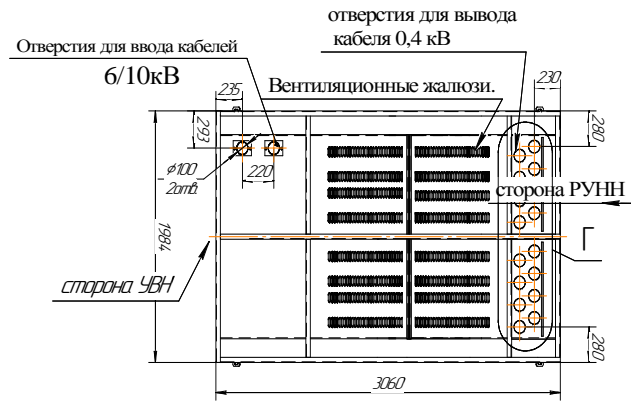 отверстия для вывода
кабеля 0,4 кВ
Отверстия для ввода кабелей
6/10кВ
235
Вентиляционные жалюзи.
230
293
280
ϕ100
2отв.
220
сторона РУНН
1984
Г
сторона УВН
280
3060